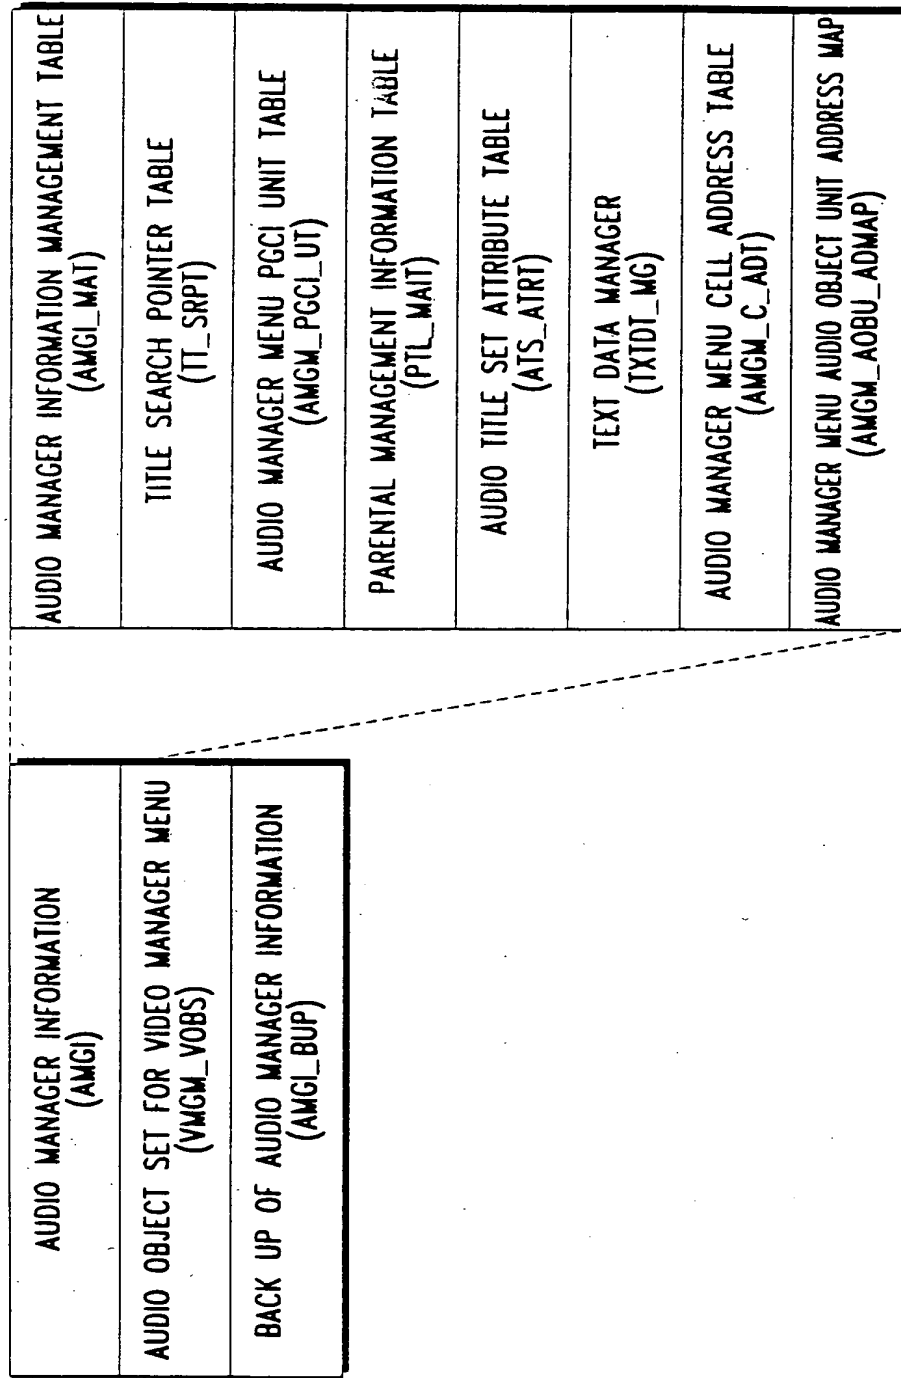 AUDIO MANAGER INFORMATION
(AMGI)
AUDIO OBJECT SET FOR VIDEO MANAGER MENU
(VMGM_VOBS)
BACK UP OF AUDIO MANAGER INFORMATION
(AMGI_BUP)
AUDIO MANAGER INFORMATION MANAGEMENT TABLE
(AMGI_MAT)
TITLE SEARCH POINTER TABLE
(TT_SRPT)
AUDIO MANAGER MENU PGCI UNIT TABLE
(AMGM_PGCI_UT)
PARENTAL MANAGEMENT INFORMATION TABLE
(PTL_MAIT)
AUDIO TITLE SET ATTRIBUTE TABLE
(ATS_ATRT)
TEXT DATA MANAGER
(TXTDT_MG)
AUDIO MANAGER MENU CELL ADDRESS TABLE
(AMGM_C_ADT)
AUDIO MANAGER MENU AUDIO OBJECT UNIT ADDRESS MAP
(AMGM_AOBU_ADMAP)